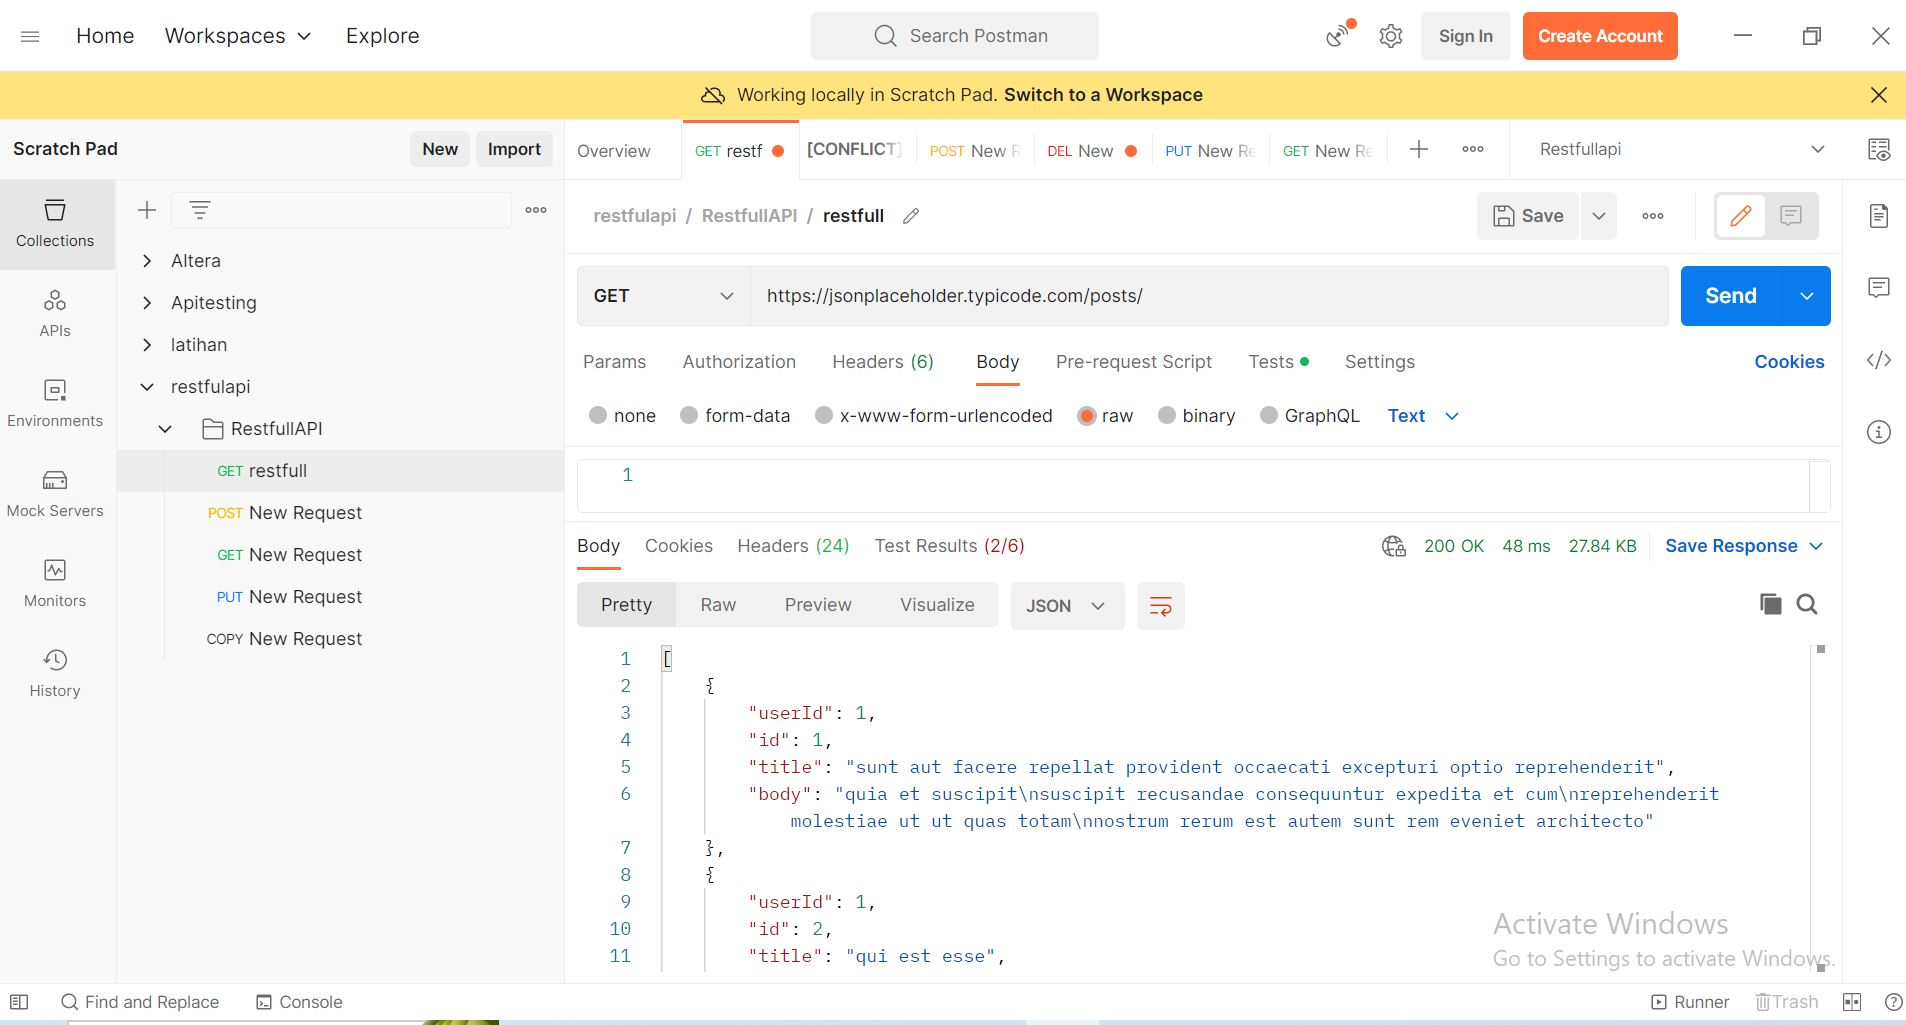 Home Workspaces Explore Search Postman Sign In Create Account
Working locally in Scratch Pad. Switch to a Workspace
Scratch Pad New Import
Overview GET restf [CONFLICT] POST New R DEL New PUT New Re GET New Re Restfullapi
Collections
APIs
Environments
Mock Servers
Monitors
History
Altera
Apitesting
latihan
restfulapi
RestfullAPI
GET restfull
POST New Request
GET New Request
PUT New Request
COPY New Request
restfulapi / RestfullAPI / restfull Save
GET https://jsonplaceholder.typicode.com/posts/ Send
Params Authorization Headers (6) Body Pre-request Script Tests Settings Cookies
none form-data x-www-form-urlencoded raw binary GraphQL Text
1
Body Cookies Headers (24) Test Results (2/6) 200 OK 48 ms 27.84 KB Save Response
Pretty Raw Preview Visualize JSON
1 [
2 {
3 "userId": 1,
4 "id": 1,
5 "title": "sunt aut facere repellat provident occaecati excepturi optio reprehenderit",
6 "body": "quia et suscipit\nsuscipit recusandae consequuntur expedita et cum\nreprehenderit
molestiae ut ut quas totam\nnostrum rerum est autem sunt rem eveniet architecto"
7 },
8 {
9 "userId": 1,
10 "id": 2,
11 "title": "qui est esse",
Activate Windows
Go to Settings to activate Windows.
Find and Replace Console Runner Trash